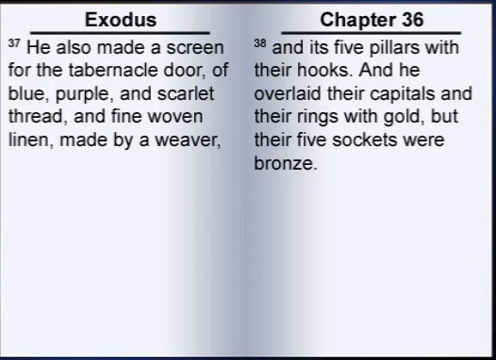 Exodus
37 He also made a screen
for the tabernacle door, of
blue, purple, and scarlet
thread, and fine woven
linen, made by a weaver,
Chapter 36
38 and its five pillars with
their hooks. And he
overlaid their capitals and
their rings with gold, but
their five sockets were
bronze.